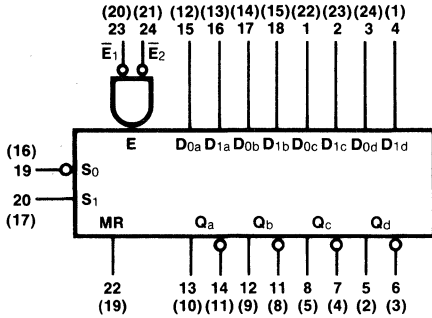 (20) (21) (12) (13) (14) (15) (22) (23) (24) (1)
23 24 15 16 17 18 1 2 3 4
E̅₁ E̅₂
E D₀ₐ D₁ₐ D₀b D₁b D₀c D₁c D₀d D₁d
(16)
19 S₀
20 S₁
(17)
MR Qₐ Qb Qc Qd
22 13 14 12 11 8 7 5 6
(19) (10) (11) (9) (8) (5) (4) (2) (3)